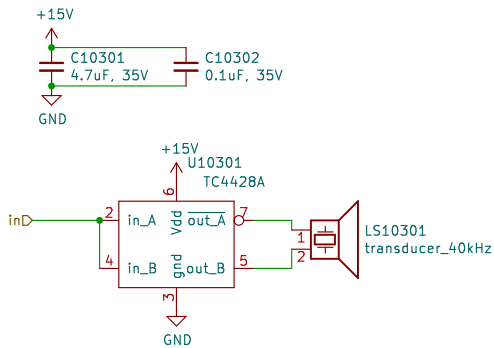 +15V
C10301
4.7uF, 35V
C10302
0.1uF, 35V
GND
+15V
U10301
TC4428A
6
Vdd
2
in_A
out_A
7
in
4
in_B
gnd
out_B
5
3
GND
1
2
LS10301
transducer_40kHz